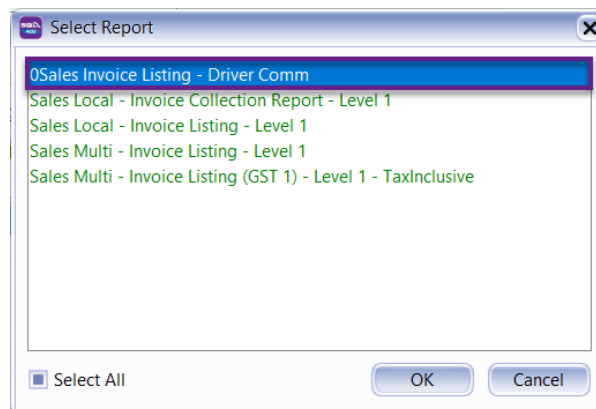 Select Report
0Sales Invoice Listing - Driver Comm
Sales Local - Invoice Collection Report - Level 1
Sales Local - Invoice Listing - Level 1
Sales Multi - Invoice Listing - Level 1
Sales Multi - Invoice Listing (GST 1) - Level 1 - TaxInclusive
Select All
OK
Cancel